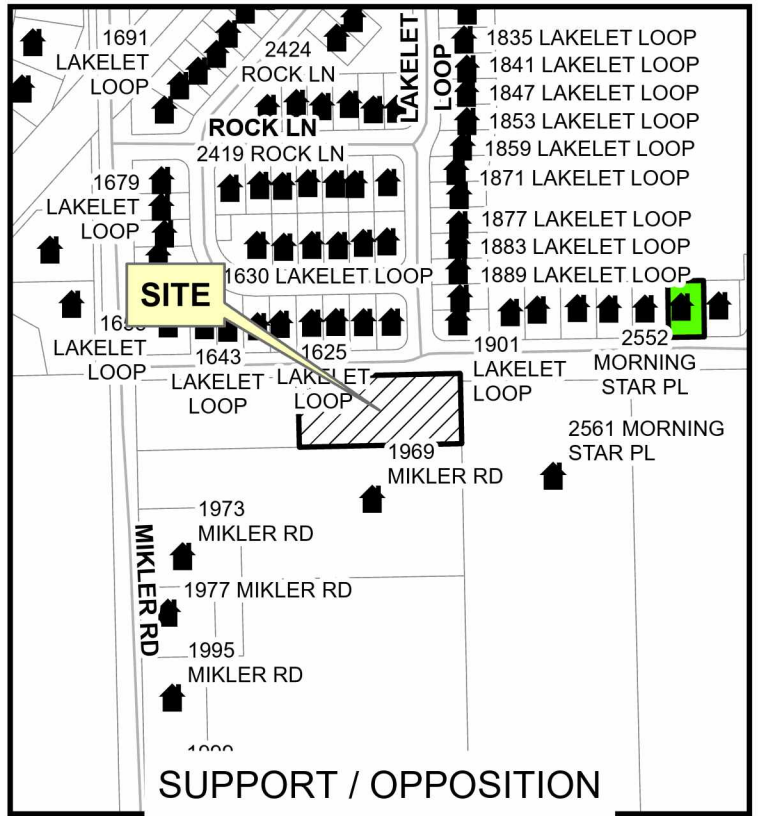 1691
LAKELET
LOOP
2424
ROCK LN
LAKELET
LOOP
1835 LAKELET LOOP
1841 LAKELET LOOP
1847 LAKELET LOOP
1853 LAKELET LOOP
1859 LAKELET LOOP
1871 LAKELET LOOP
1877 LAKELET LOOP
1883 LAKELET LOOP
1889 LAKELET LOOP
ROCK LN
2419 ROCK LN
1679
LAKELET
LOOP
1630 LAKELET LOOP
SITE
LAKELET
LOOP
1643
LAKELET
LOOP
1625
LAKELET
LOOP
1901
LAKELET
LOOP
2552
MORNING
STAR PL
2561 MORNING
STAR PL
1969
MIKLER RD
1973
MIKLER RD
MIKLER RD
1977 MIKLER RD
1995
MIKLER RD
SUPPORT / OPPOSITION